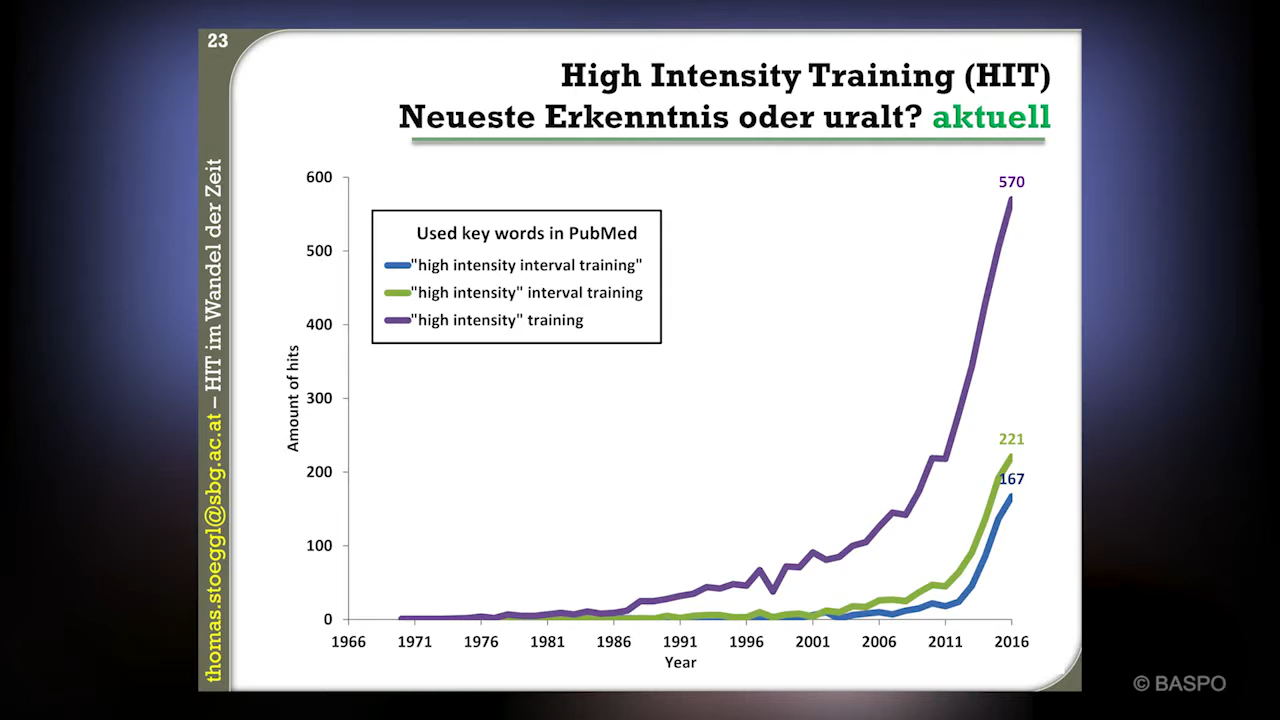 23
High Intensity Training (HIT)
Neueste Erkenntnis oder uralt? aktuell
thomas.stoeggl@sbg.ac.at – HIT im Wandel der Zeit
600
500
400
300
200
100
0
Amount of hits
Used key words in PubMed
"high intensity interval training"
"high intensity" interval training
"high intensity" training
570
221
167
1966 1971 1976 1981 1986 1991 1996 2001 2006 2011 2016
Year
© BASPO